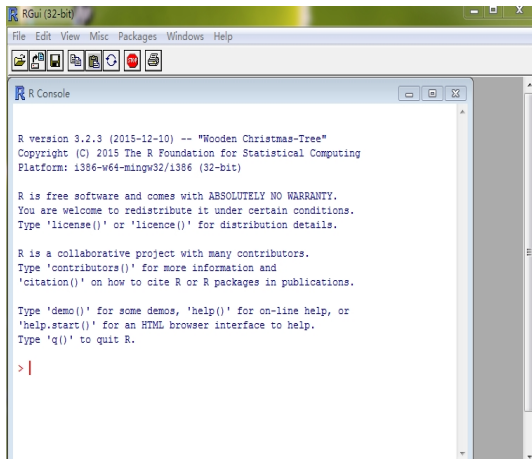 RGui (32-bit)
File Edit View Misc Packages Windows Help
STOP
R Console
R version 3.2.3 (2015-12-10) -- "Wooden Christmas-Tree"
Copyright (C) 2015 The R Foundation for Statistical Computing
Platform: i386-w64-mingw32/i386 (32-bit)
R is free software and comes with ABSOLUTELY NO WARRANTY.
You are welcome to redistribute it under certain conditions.
Type 'license()' or 'licence()' for distribution details.
R is a collaborative project with many contributors.
Type 'contributors()' for more information and
'citation()' on how to cite R or R packages in publications.
Type 'demo()' for some demos, 'help()' for on-line help, or
'help.start()' for an HTML browser interface to help.
Type 'q()' to quit R.
>